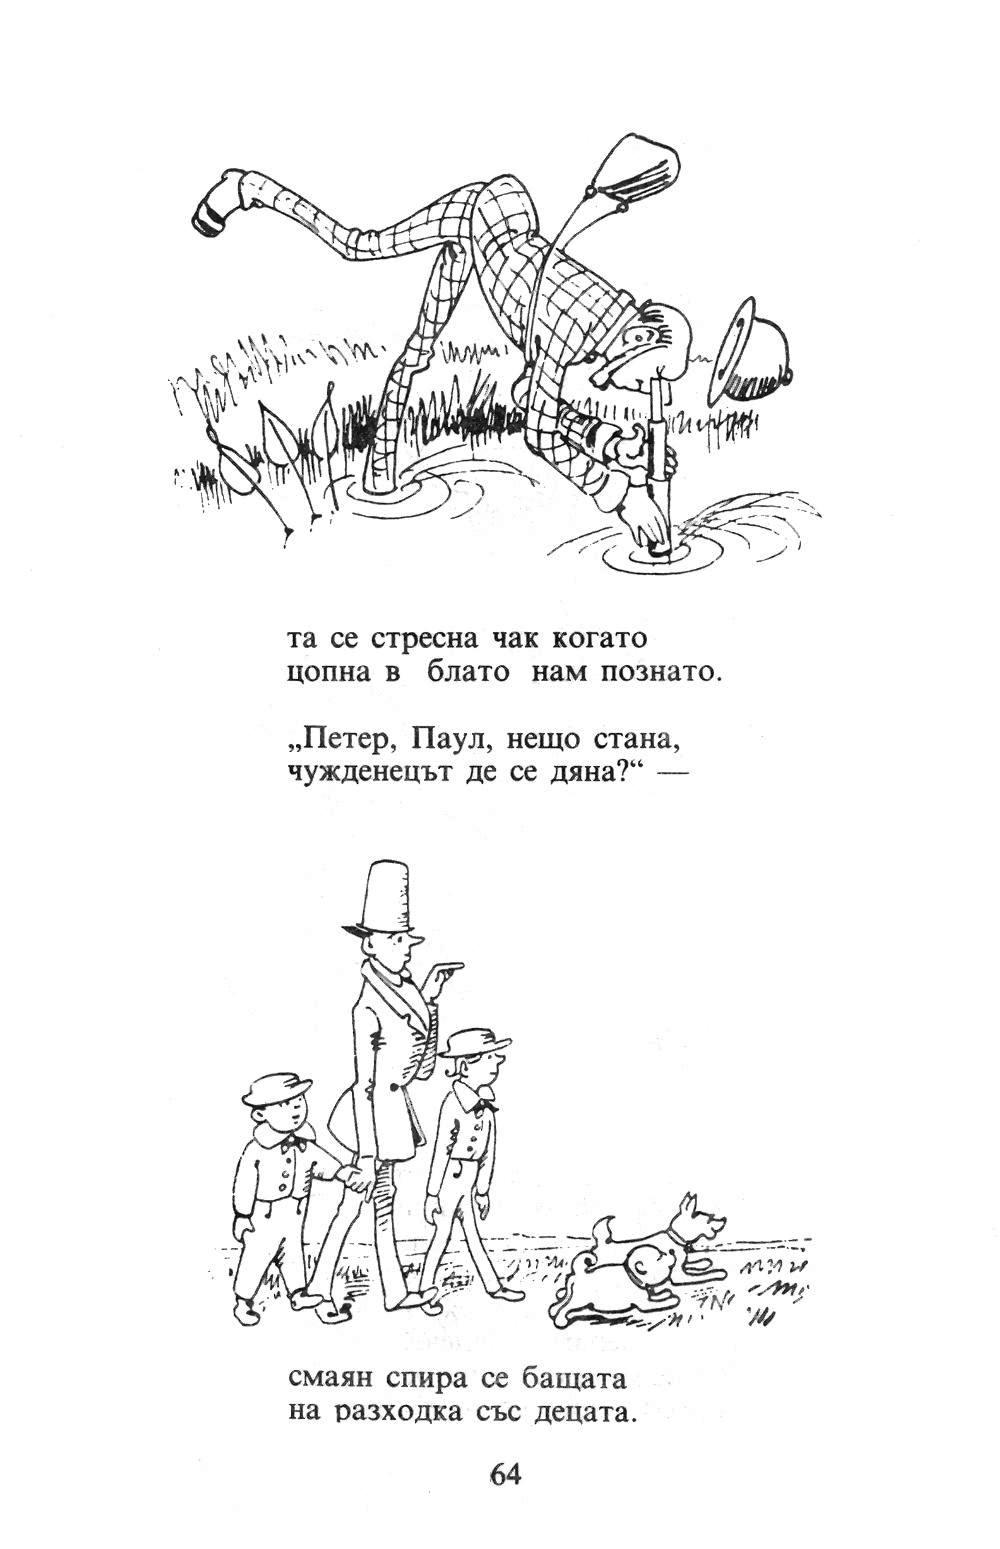 та се стресна чак когато
цопна в блато нам познато.
„Петер, Паул, нещо стана,
чужденецът де се дяна?“ —
смаян спира се бащата
на разходка със децата.
64